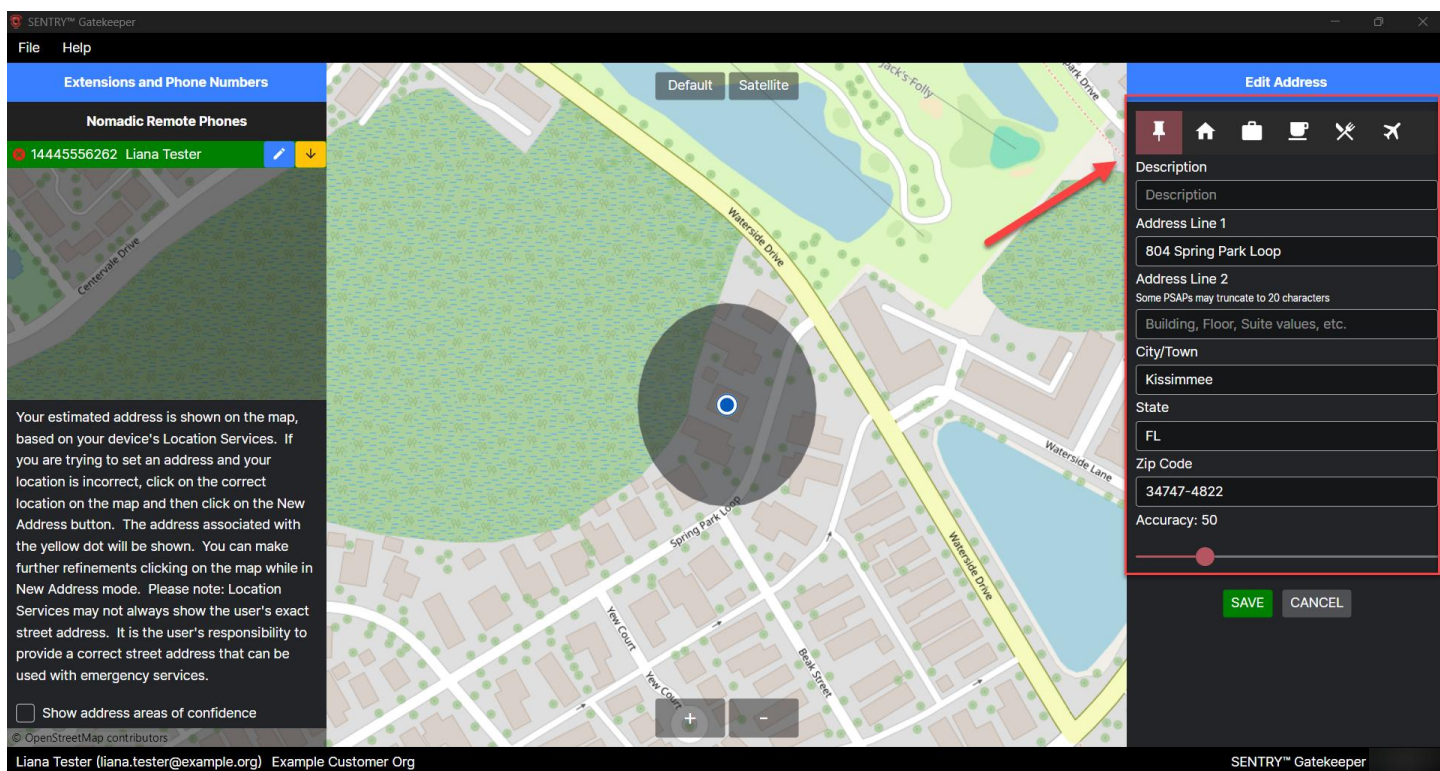 SENTRY™ Gatekeeper
File Help
Extensions and Phone Numbers
Nomadic Remote Phones
14445556262 Liana Tester
Centervale Drive
Your estimated address is shown on the map,
based on your device's Location Services. If
you are trying to set an address and your
location is incorrect, click on the correct
location on the map and then click on the New
Address button. The address associated with
the yellow dot will be shown. You can make
further refinements clicking on the map while in
New Address mode. Please note: Location
Services may not always show the user's exact
street address. It is the user's responsibility to
provide a correct street address that can be
used with emergency services.
Show address areas of confidence
© OpenStreetMap contributors
Default Satellite
Jack's Folly
Park Drive
Waterside Drive
Waterside Lane
Spring Park Loop
Waterside Drive
Yew Court
Beak Street
Yew Court
+ -
Edit Address
Description
Description
Address Line 1
804 Spring Park Loop
Address Line 2
Some PSAPs may truncate to 20 characters
Building, Floor, Suite values, etc.
City/Town
Kissimmee
State
FL
Zip Code
34747-4822
Accuracy: 50
SAVE CANCEL
Liana Tester (liana.tester@example.org) Example Customer Org
SENTRY™ Gatekeeper